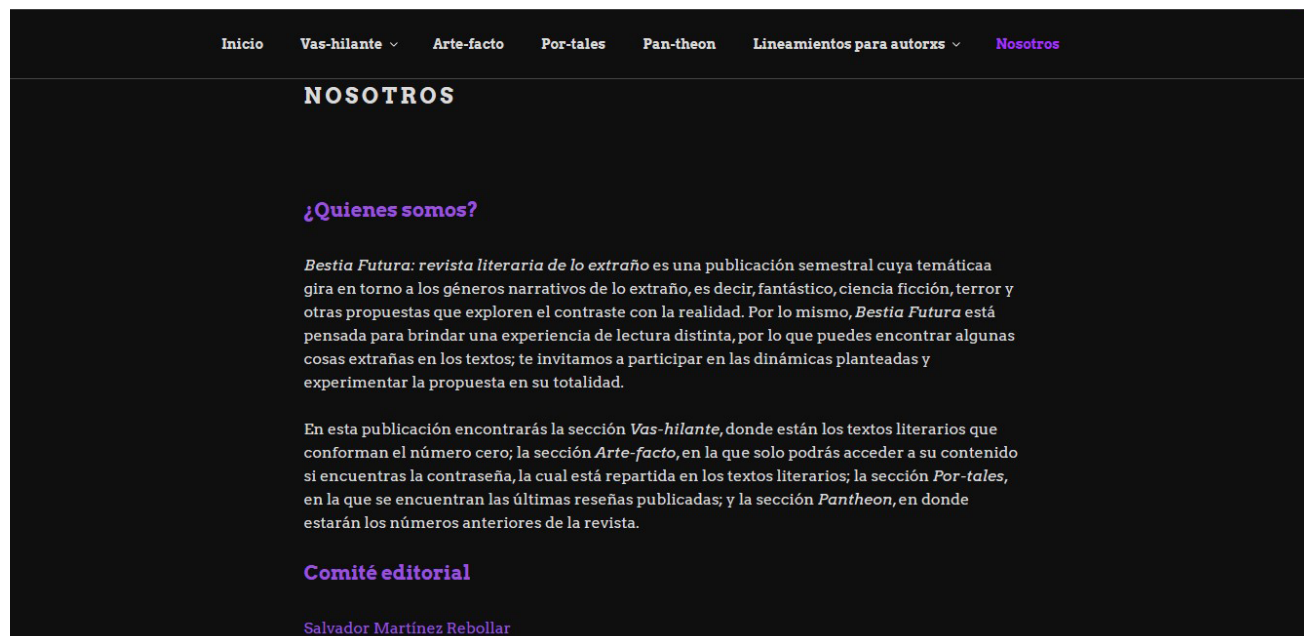 Inicio Vas-hilante Arte-facto Por-tales Pan-theon Lineamientos para autorxs Nosotros
NOSOTROS
¿Quienes somos?
Bestia Futura: revista literaria de lo extraño es una publicación semestral cuya temáticaa
gira en torno a los géneros narrativos de lo extraño, es decir, fantástico, ciencia ficción, terror y
otras propuestas que exploren el contraste con la realidad. Por lo mismo, Bestia Futura está
pensada para brindar una experiencia de lectura distinta, por lo que puedes encontrar algunas
cosas extrañas en los textos; te invitamos a participar en las dinámicas planteadas y
experimentar la propuesta en su totalidad.
En esta publicación encontrarás la sección Vas-hilante, donde están los textos literarios que
conforman el número cero; la sección Arte-facto, en la que solo podrás acceder a su contenido
si encuentras la contraseña, la cual está repartida en los textos literarios; la sección Por-tales,
en la que se encuentran las últimas reseñas publicadas; y la sección Pantheon, en donde
estarán los números anteriores de la revista.
Comité editorial
Salvador Martínez Rebollar